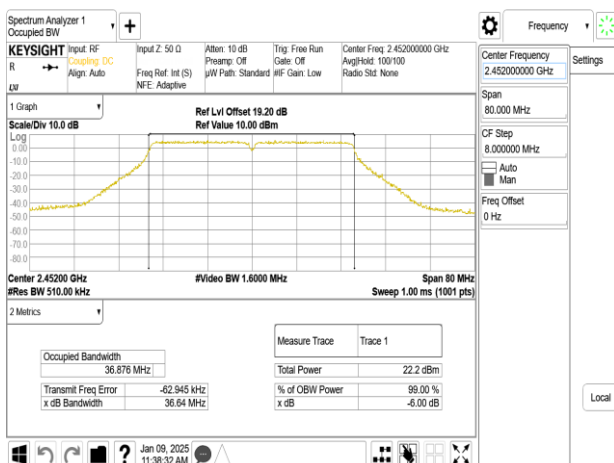 Spectrum Analyzer 1
Occupied BW
+
Frequency
KEYSIGHT Input: RF Input Z: 50 Ω Atten: 10 dB Trig: Free Run Center Freq: 2.452000000 GHz
R Coupling: DC Preamp: Off Gate: Off Avg|Hold: 100/100
Align: Auto Freq Ref: Int (S) µW Path: Standard #IF Gain: Low Radio Std: None
NFE: Adaptive
1 Graph
Ref Lvl Offset 19.20 dB
Scale/Div 10.0 dB Ref Value 10.00 dBm
Log
0.00
-10.0
-20.0
-30.0
-40.0
-50.0
-60.0
-70.0
-80.0
Center 2.45200 GHz #Video BW 1.6000 MHz Span 80 MHz
#Res BW 510.00 kHz Sweep 1.00 ms (1001 pts)
2 Metrics
Measure Trace Trace 1
Occupied Bandwidth
36.876 MHz Total Power 22.2 dBm
Transmit Freq Error -62.945 kHz % of OBW Power 99.00 %
x dB Bandwidth 36.64 MHz x dB -6.00 dB
Center Frequency
2.452000000 GHz
Settings
Span
80.000 MHz
CF Step
8.000000 MHz
Auto
Man
Freq Offset
0 Hz
Local
? Jan 09, 2025
11:38:32 AM